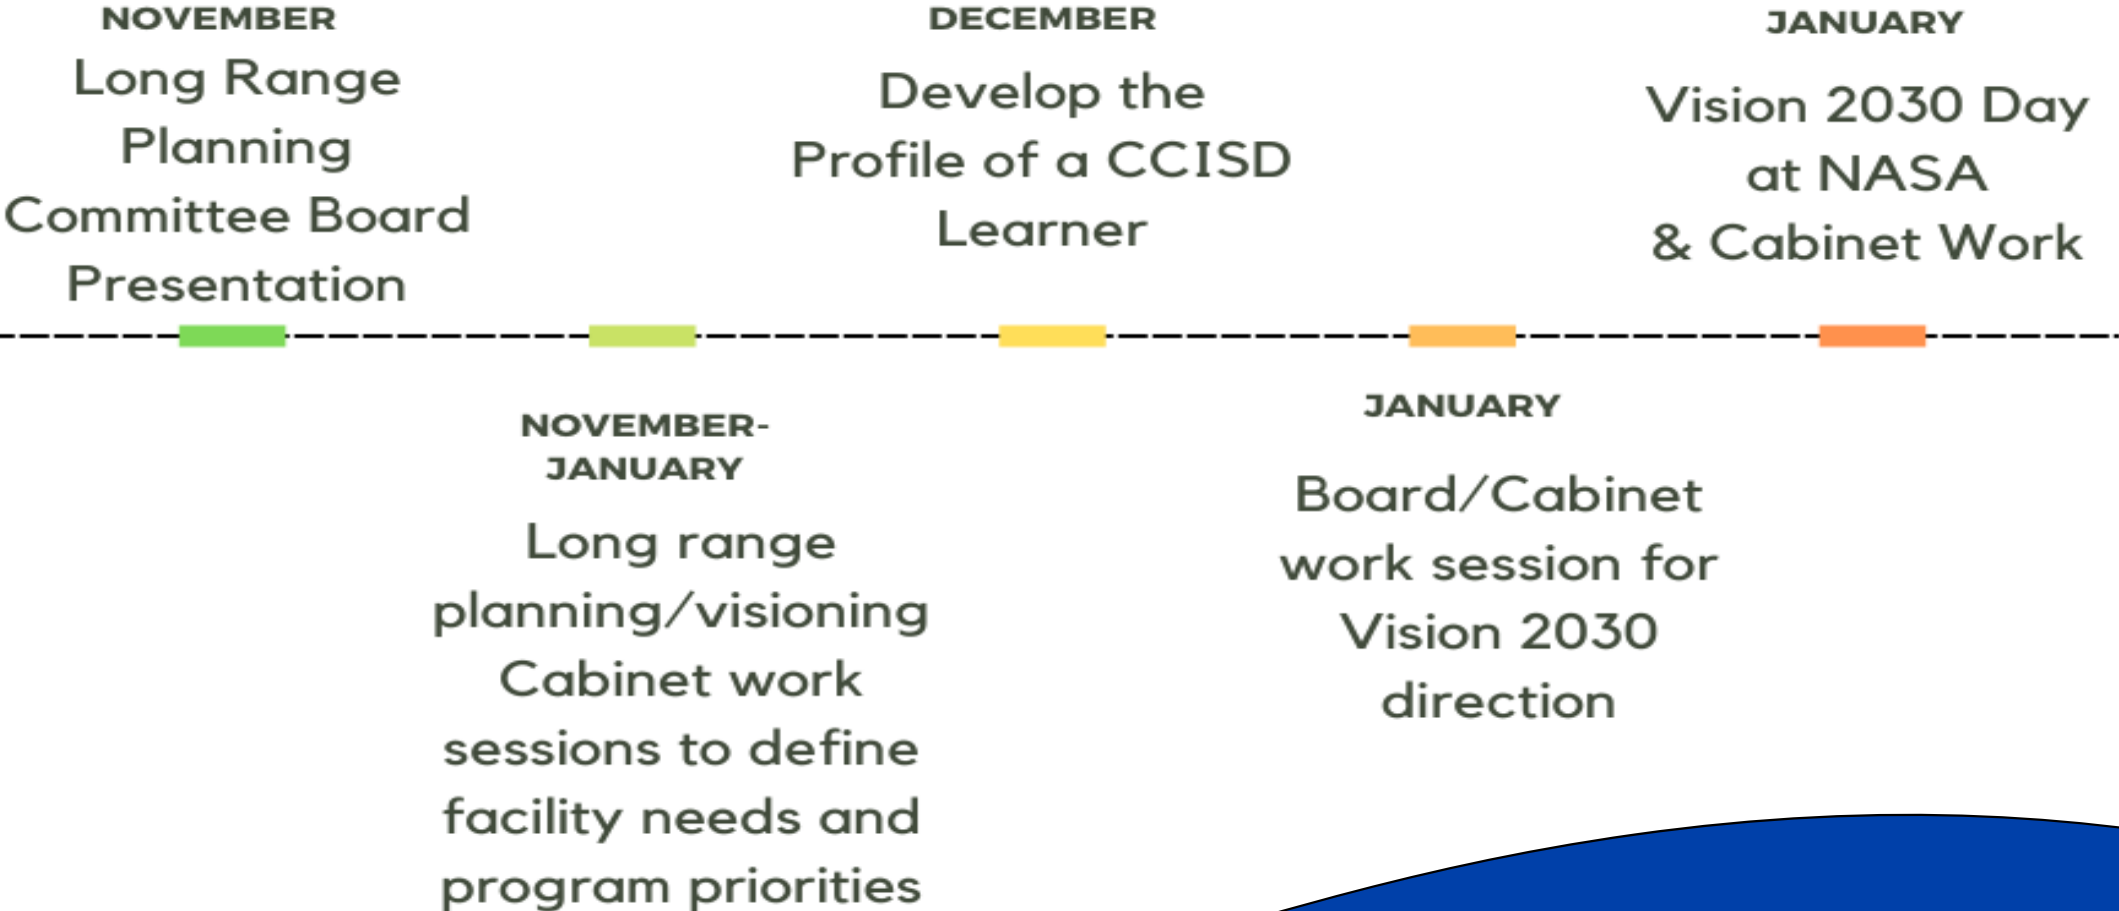 NOVEMBER
Long Range
Planning
Committee Board
Presentation
NOVEMBER-
JANUARY
Long range
planning/visioning
Cabinet work
sessions to define
facility needs and
program priorities
DECEMBER
Develop the
Profile of a CCISD
Learner
JANUARY
Board/Cabinet
work session for
Vision 2030
direction
JANUARY
Vision 2030 Day
at NASA
& Cabinet Work